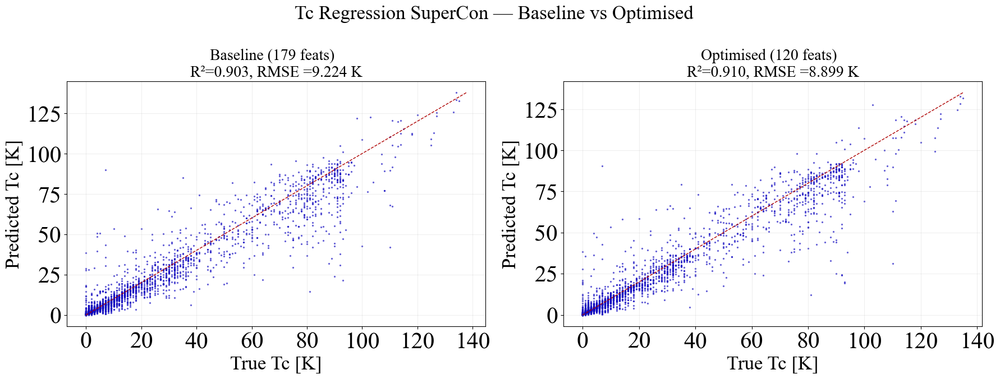 Tc Regression SuperCon — Baseline vs Optimised
Baseline (179 feats)
R²=0.903, RMSE =9.224 K
Predicted Tc [K]
125
100
75
50
25
0
0 20 40 60 80 100 120 140
True Tc [K]
Optimised (120 feats)
R²=0.910, RMSE =8.899 K
Predicted Tc [K]
125
100
75
50
25
0
0 20 40 60 80 100 120 140
True Tc [K]